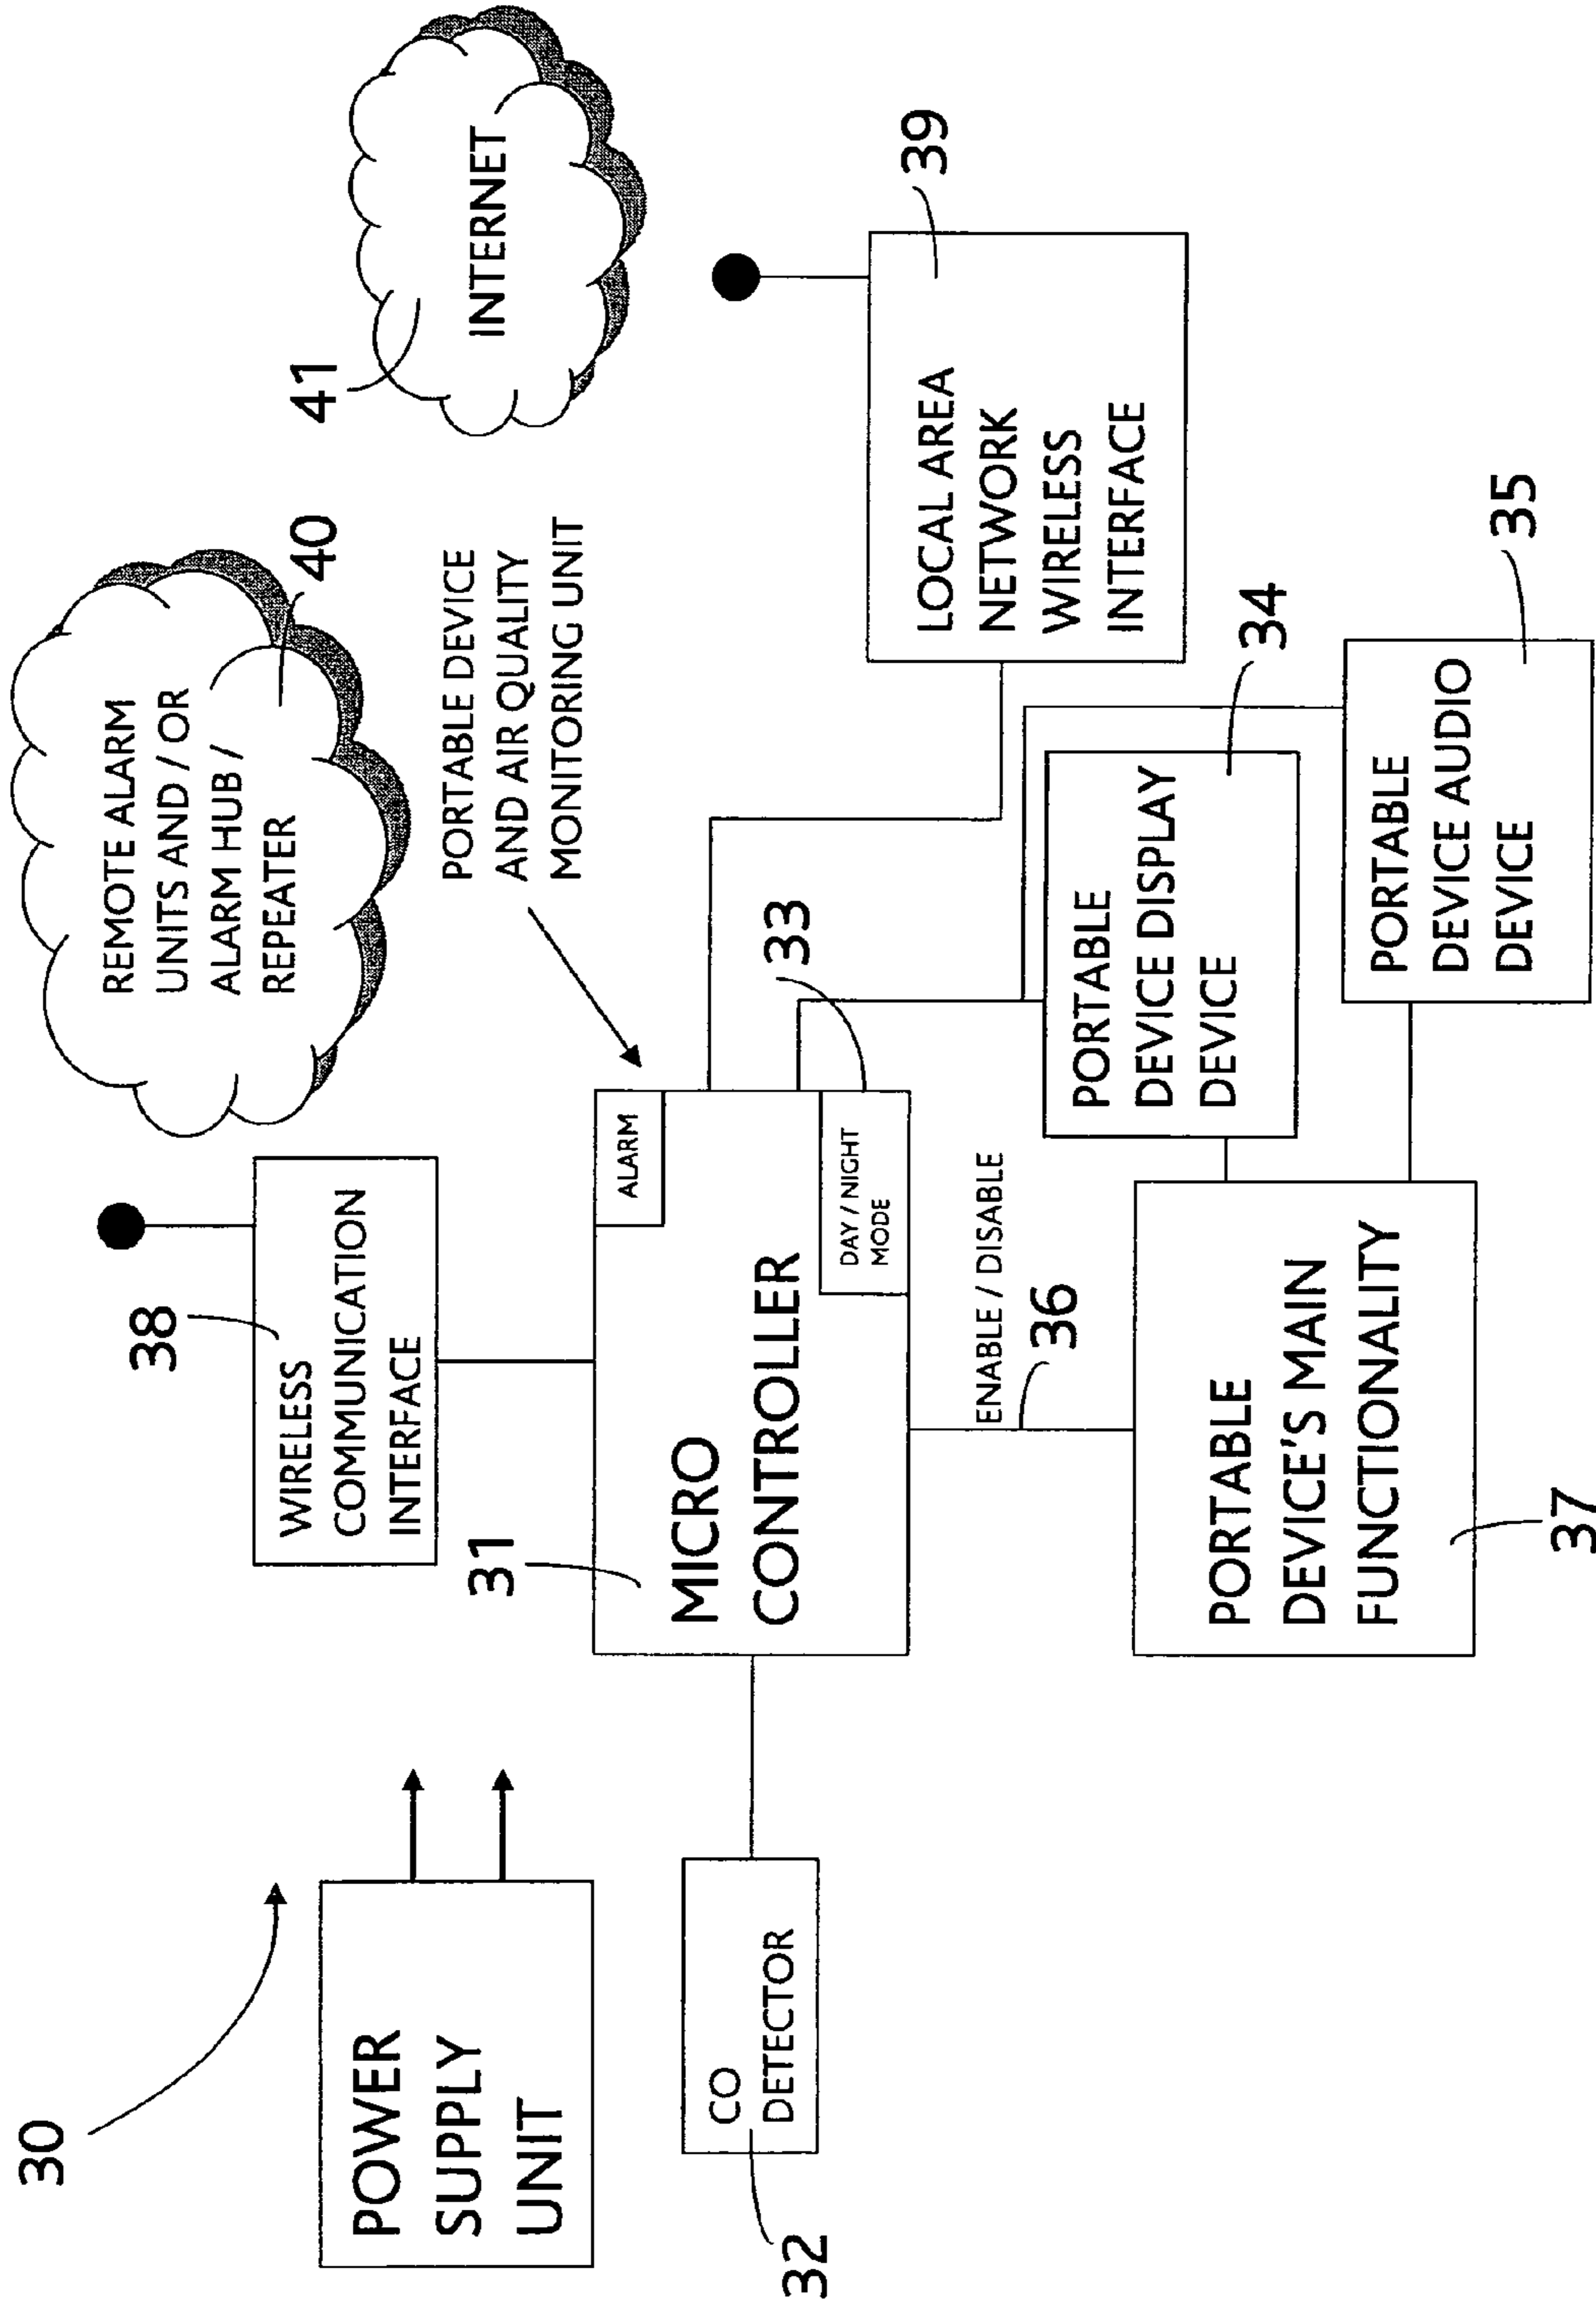 30
POWER
SUPPLY
UNIT
CO
DETECTOR
32
38
WIRELESS
COMMUNICATION
INTERFACE
31
MICRO
CONTROLLER
ALARM
DAY / NIGHT
MODE
33
ENABLE / DISABLE
36
PORTABLE
DEVICE'S MAIN
FUNCTIONALITY
37
REMOTE ALARM
UNITS AND / OR
ALARM HUB /
REPEATER
40
PORTABLE DEVICE
AND AIR QUALITY
MONITORING UNIT
PORTABLE
DEVICE DISPLAY
DEVICE
34
PORTABLE
DEVICE AUDIO
DEVICE
35
41
INTERNET
LOCAL AREA
NETWORK
WIRELESS
INTERFACE
39